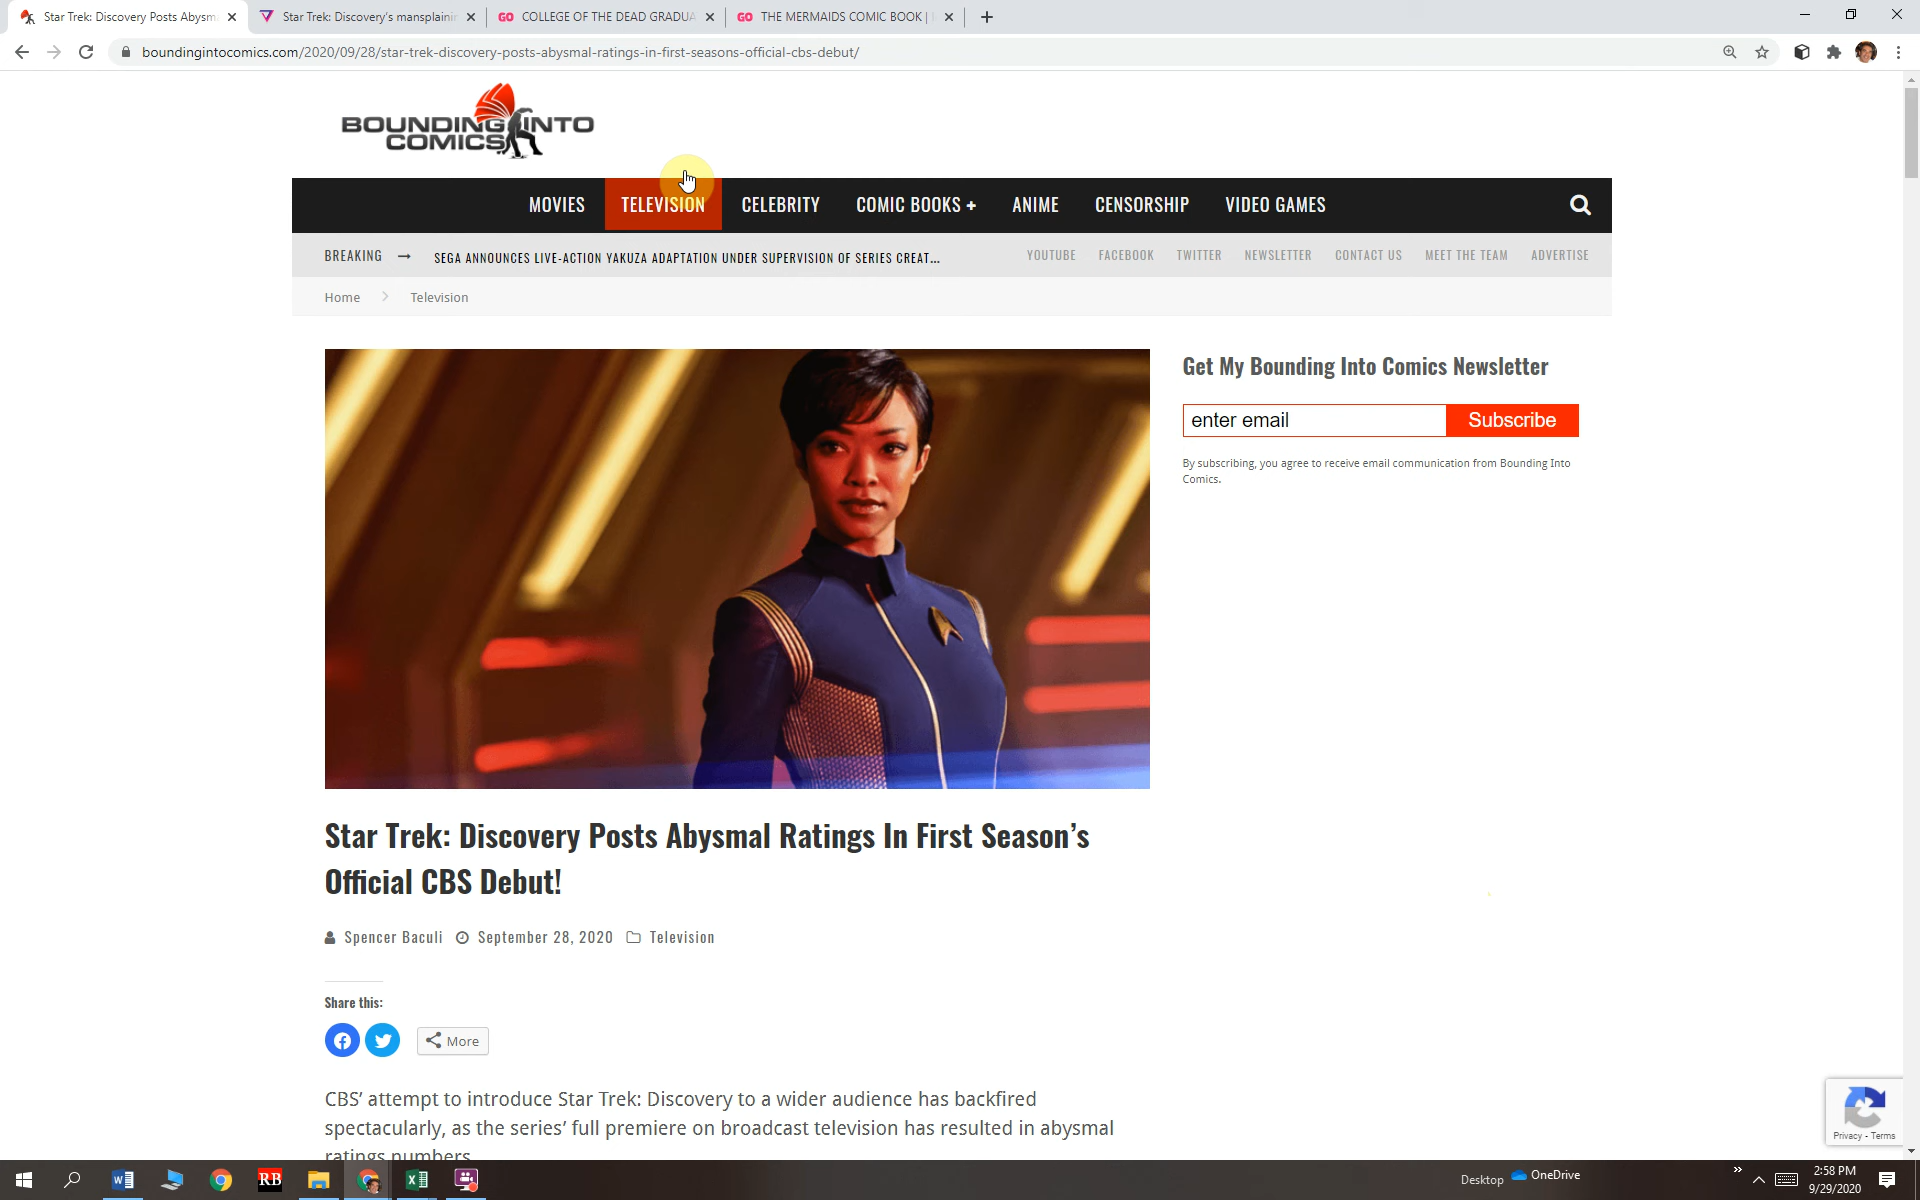 Star Trek: Discovery Posts Abysm
Star Trek: Discovery's mansplainin
GO COLLEGE OF THE DEAD GRADUA
GO THE MERMAIDS COMIC BOOK |
boundingintocomics.com/2020/09/28/star-trek-discovery-posts-abysmal-ratings-in-first-seasons-official-cbs-debut/
BOUNDING INTO
COMICS
MOVIES TELEVISION CELEBRITY COMIC BOOKS + ANIME CENSORSHIP VIDEO GAMES
BREAKING → SEGA ANNOUNCES LIVE-ACTION YAKUZA ADAPTATION UNDER SUPERVISION OF SERIES CREAT...
YOUTUBE FACEBOOK TWITTER NEWSLETTER CONTACT US MEET THE TEAM ADVERTISE
Home > Television
Get My Bounding Into Comics Newsletter
enter email Subscribe
By subscribing, you agree to receive email communication from Bounding Into
Comics.
Star Trek: Discovery Posts Abysmal Ratings In First Season's
Official CBS Debut!
Spencer Baculi September 28, 2020 Television
Share this:
More
CBS' attempt to introduce Star Trek: Discovery to a wider audience has backfired
spectacularly, as the series' full premiere on broadcast television has resulted in abysmal
ratings numbers
Privacy - Terms
RB
Desktop OneDrive
2:58 PM
9/29/2020